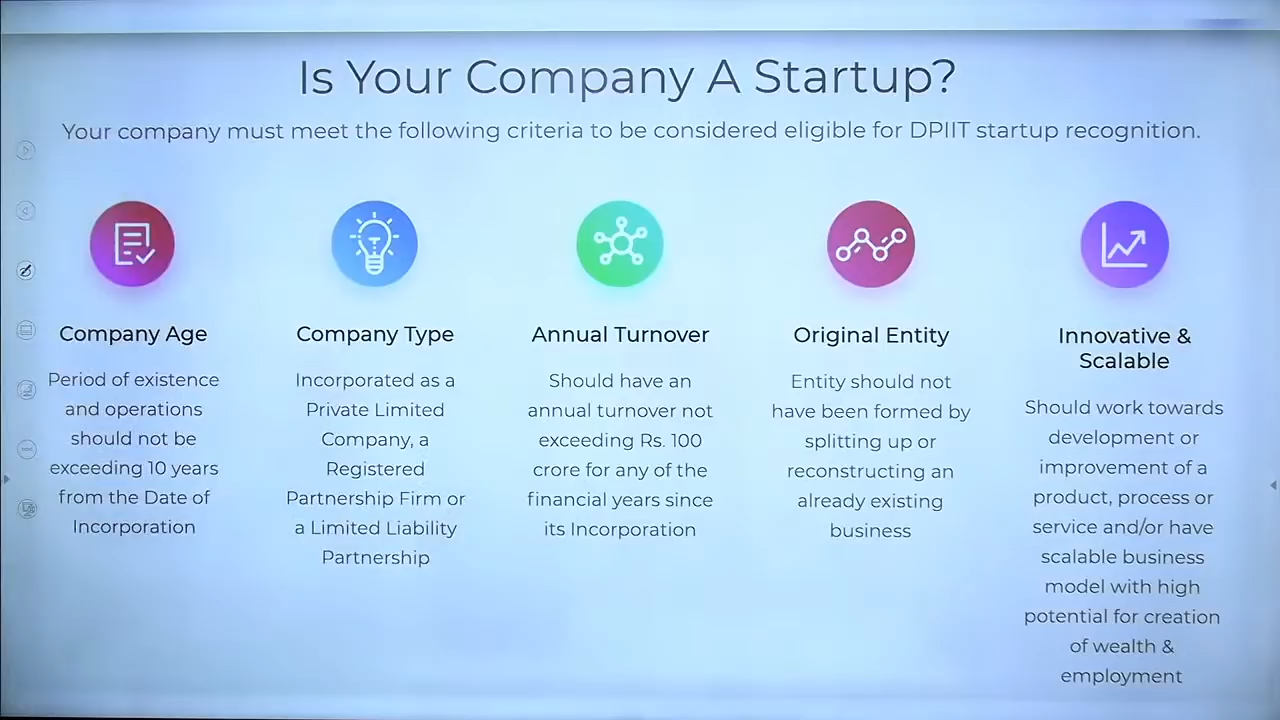 Is Your Company A Startup?
Your company must meet the following criteria to be considered eligible for DPIIT startup recognition.
Company Age
Period of existence
and operations
should not be
exceeding 10 years
from the Date of
Incorporation
Company Type
Incorporated as a
Private Limited
Company, a
Registered
Partnership Firm or
a Limited Liability
Partnership
Annual Turnover
Should have an
annual turnover not
exceeding Rs. 100
crore for any of the
financial years since
its Incorporation
Original Entity
Entity should not
have been formed by
splitting up or
reconstructing an
already existing
business
Innovative &
Scalable
Should work towards
development or
improvement of a
product, process or
service and/or have
scalable business
model with high
potential for creation
of wealth &
employment